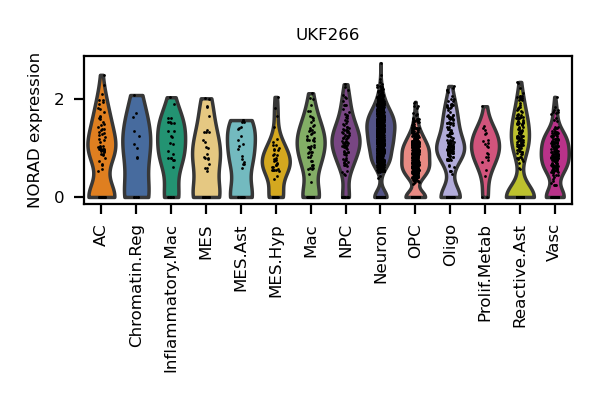 UKF266
NORAD expression
2
0
AC
Chromatin.Reg
Inflammatory.Mac
MES
MES.Ast
MES.Hyp
Mac
NPC
Neuron
OPC
Oligo
Prolif.Metab
Reactive.Ast
Vasc